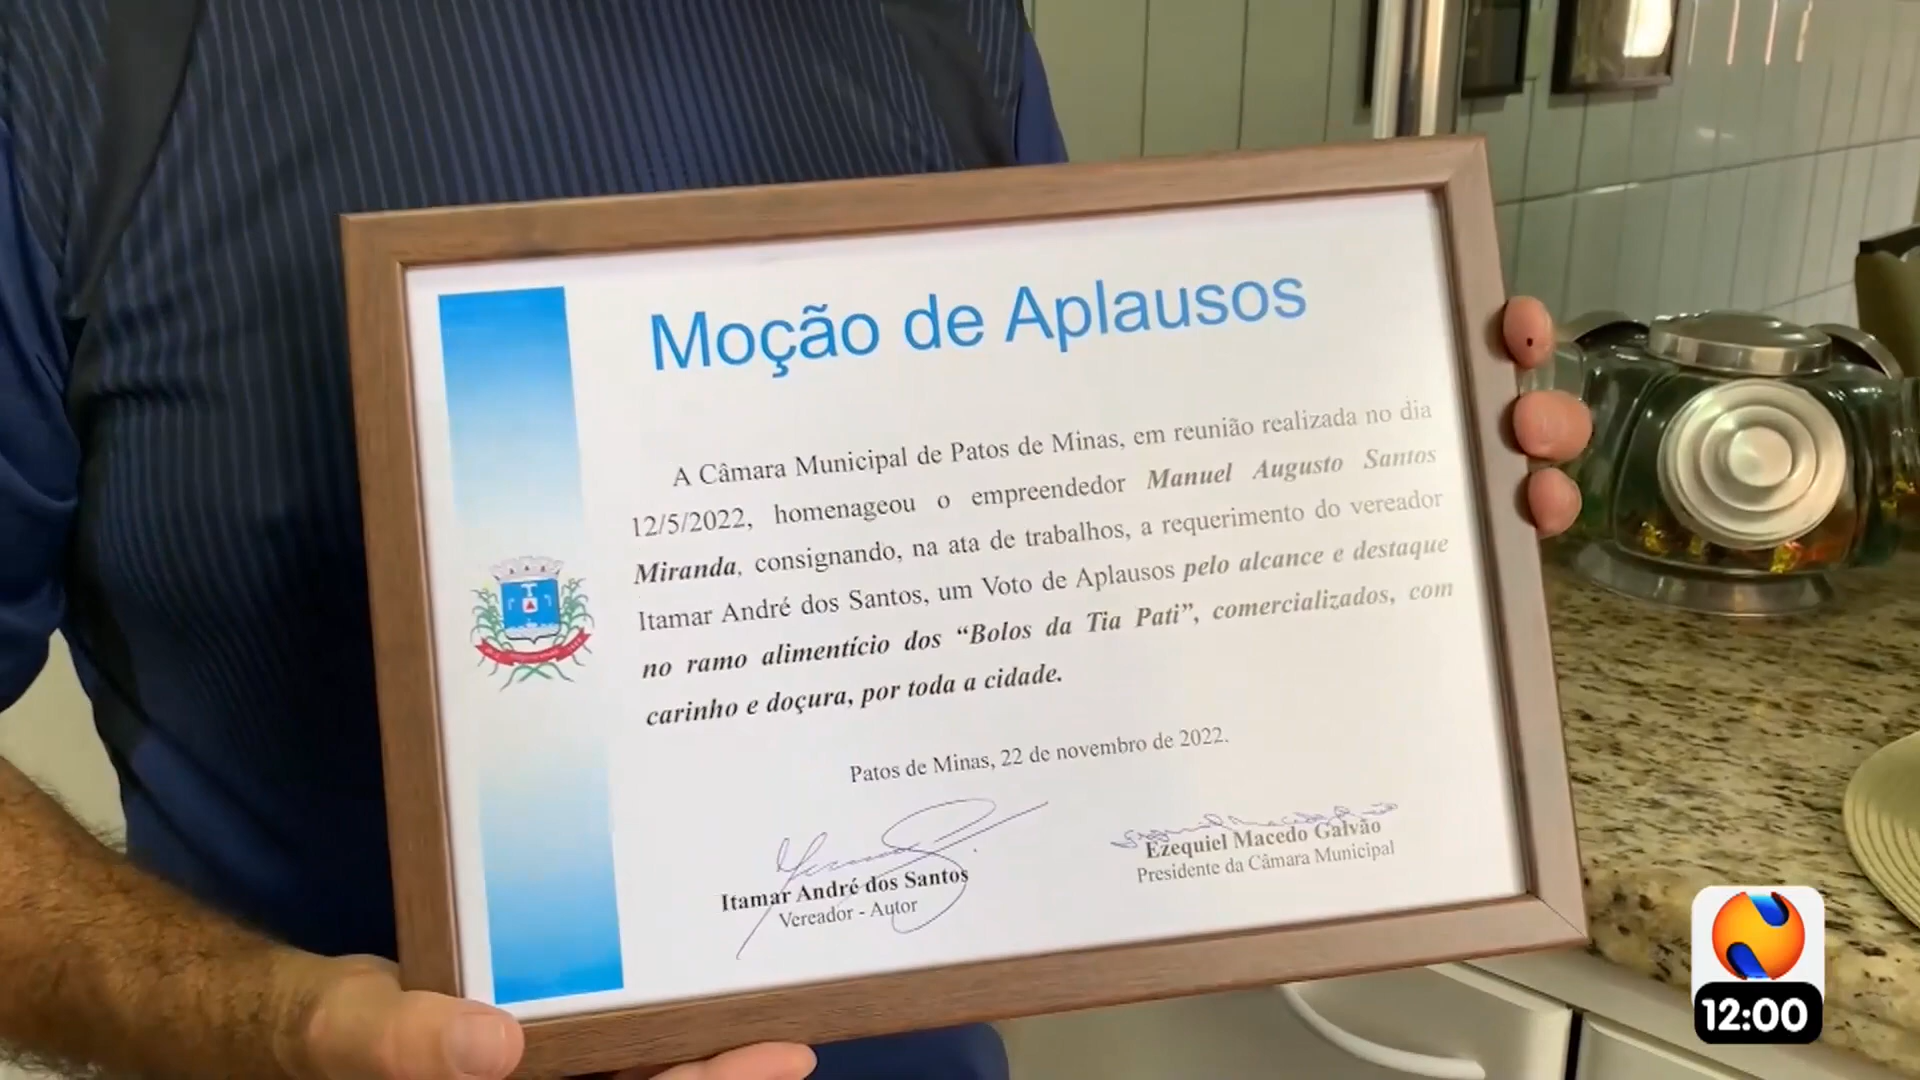 Moção de Aplausos
A Câmara Municipal de Patos de Minas, em reunião realizada no dia
12/5/2022, homenageou o empreendedor Manuel Augusto Santos
Miranda, consignando, na ata de trabalhos, a requerimento do vereador
Itamar André dos Santos, um Voto de Aplausos pelo alcance e destaque
no ramo alimentício dos “Bolos da Tia Pati”, comercializados, com
carinho e doçura, por toda a cidade.
Patos de Minas, 22 de novembro de 2022.
Itamar André dos Santos
Vereador - Autor
Ezequiel Macedo Galvão
Presidente da Câmara Municipal
12:00